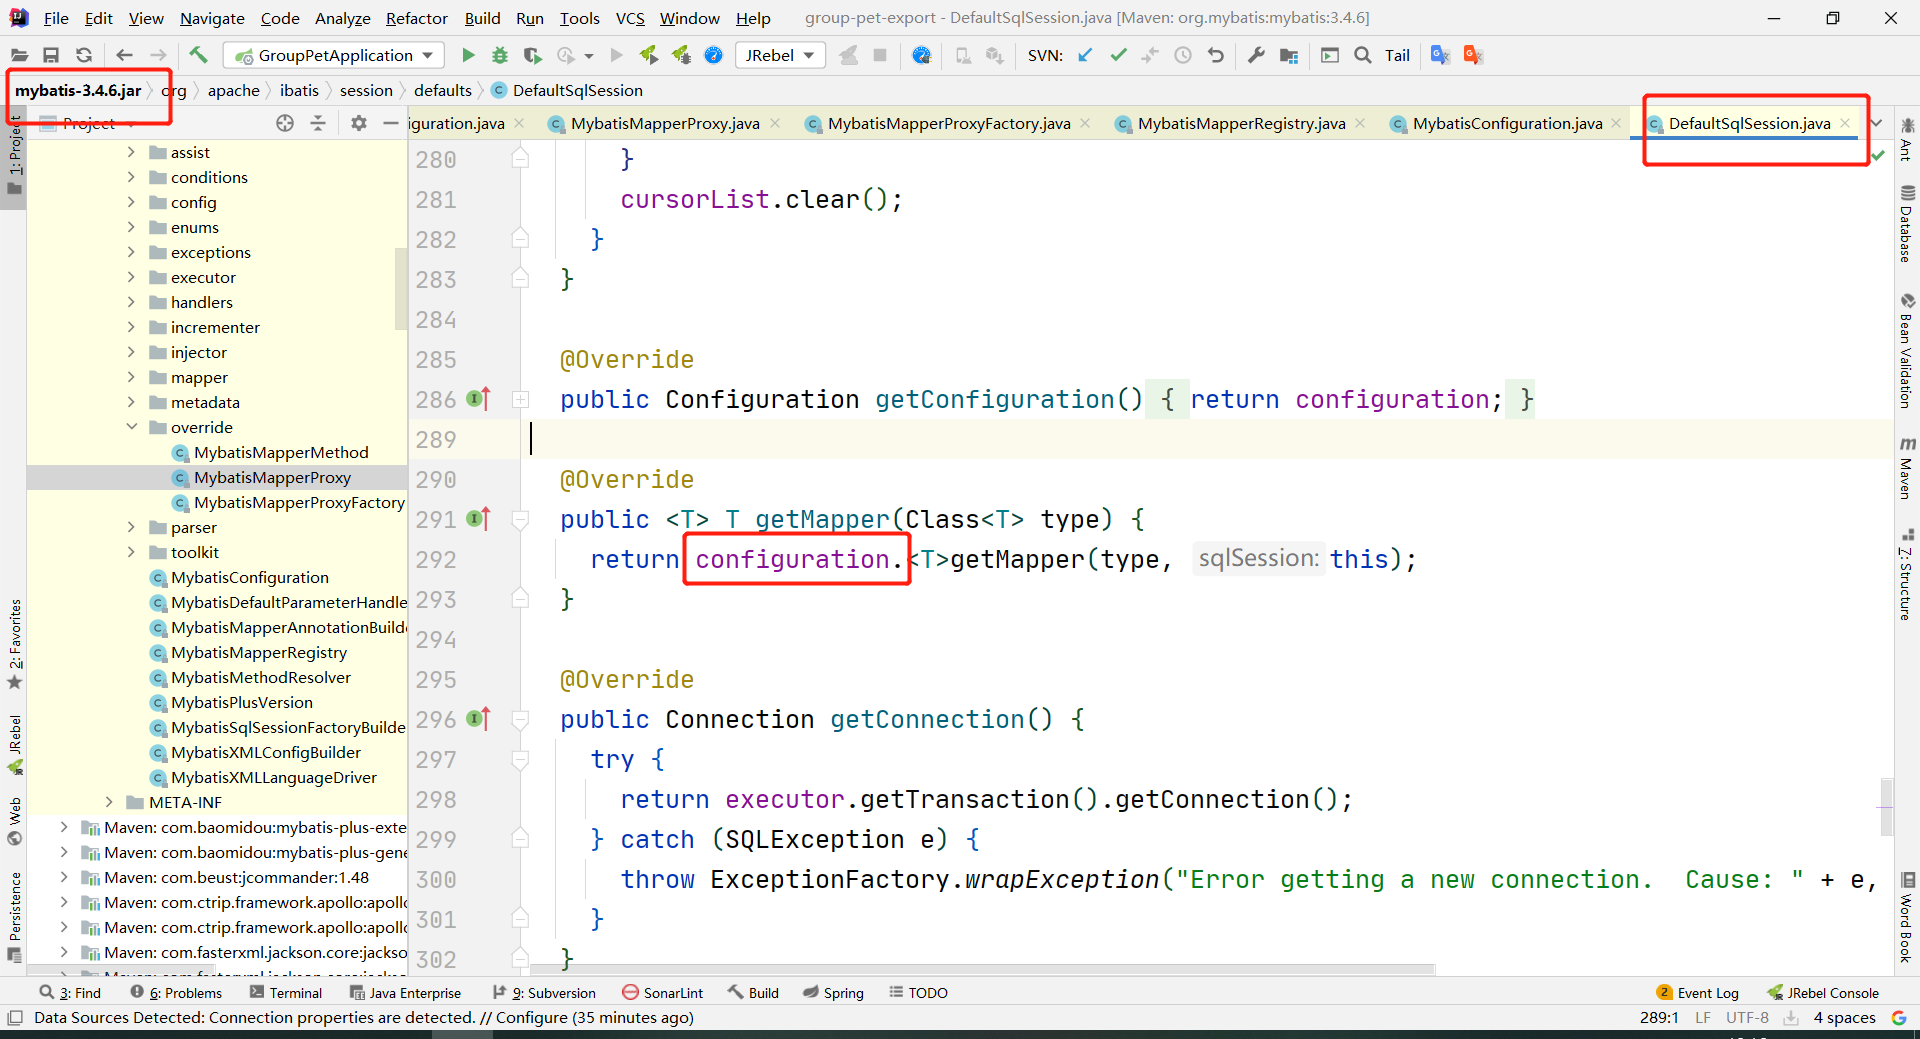 File Edit View Navigate Code Analyze Refactor Build Run Tools VCS Window Help group-pet-export - DefaultSqlSession.java [Maven: org.mybatis:mybatis:3.4.6]
GroupPetApplication JRebel SVN: Tail
mybatis-3.4.6.jar org apache ibatis session defaults DefaultSqlSession
Project
iguration.java MybatisMapperProxy.java MybatisMapperProxyFactory.java MybatisMapperRegistry.java MybatisConfiguration.java DefaultSqlSession.java
1: Project
2: Favorites
JRebel
Web
Persistence
assist
conditions
config
enums
exceptions
executor
handlers
incrementer
injector
mapper
metadata
override
MybatisMapperMethod
MybatisMapperProxy
MybatisMapperProxyFactory
parser
toolkit
MybatisConfiguration
MybatisDefaultParameterHandle
MybatisMapperAnnotationBuild
MybatisMapperRegistry
MybatisMethodResolver
MybatisPlusVersion
MybatisSqlSessionFactoryBuilde
MybatisXMLConfigBuilder
MybatisXMLLanguageDriver
META-INF
Maven: com.baomidou:mybatis-plus-exte
Maven: com.baomidou:mybatis-plus-gene
Maven: com.beust:jcommander:1.48
Maven: com.ctrip.framework.apollo:apollo
Maven: com.ctrip.framework.apollo:apollo
Maven: com.fasterxml.jackson.core:jackso
280 }
281 cursorList.clear();
282 }
283 }
284
285 @Override
286 public Configuration getConfiguration() { return configuration; }
289
290 @Override
291 public <T> T getMapper(Class<T> type) {
292 return configuration.<T>getMapper(type, sqlSession: this);
293 }
294
295 @Override
296 public Connection getConnection() {
297 try {
298 return executor.getTransaction().getConnection();
299 } catch (SQLException e) {
300 throw ExceptionFactory.wrapException("Error getting a new connection.  Cause: " + e,
301 }
302 }
Ant
Database
Bean Validation
m Maven
7: Structure
Word Book
3: Find 6: Problems Terminal Java Enterprise 9: Subversion SonarLint Build Spring TODO 2 Event Log JRebel Console
Data Sources Detected: Connection properties are detected. // Configure (35 minutes ago) 289:1 LF UTF-8 4 spaces